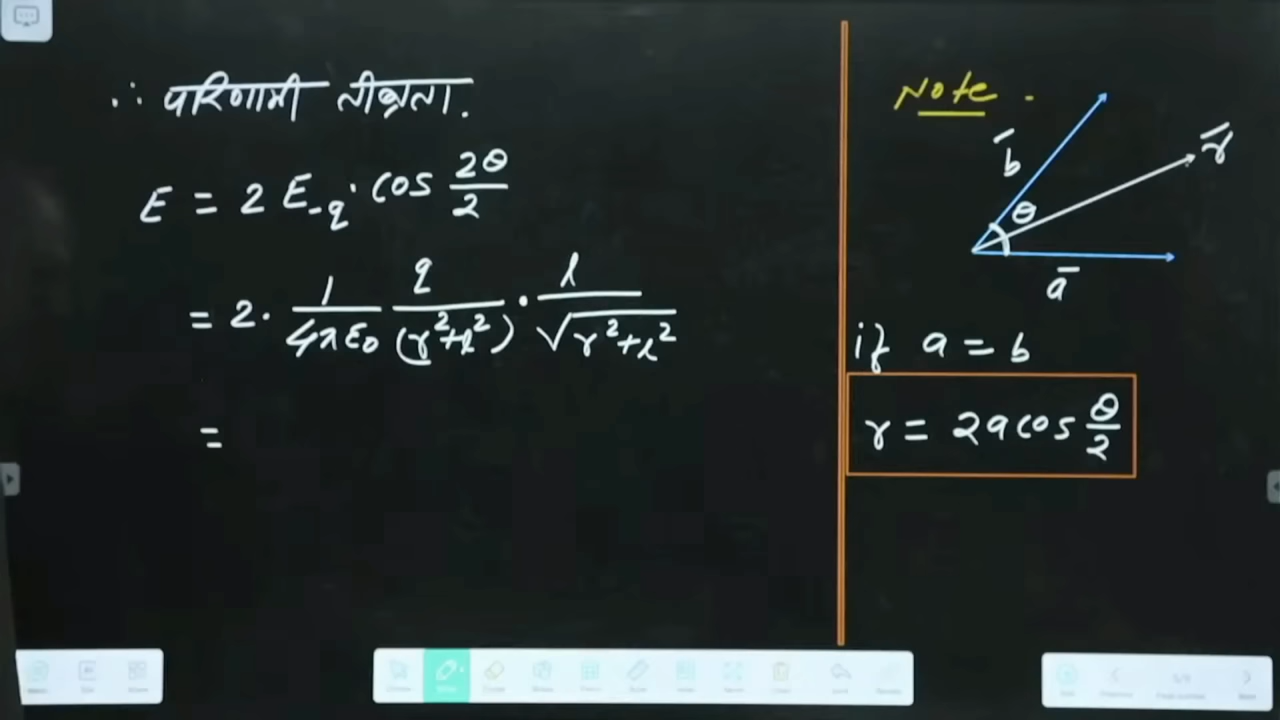 ∴ परिणामी तीव्रता.
E = 2 E₋q · cos 2θ/2
= 2 · 1/4πε₀ q/(r²+l²) · l/√r²+l²
=
Note.
b̄
r̄
θ
ā
if a = b
r = 2a cos θ/2